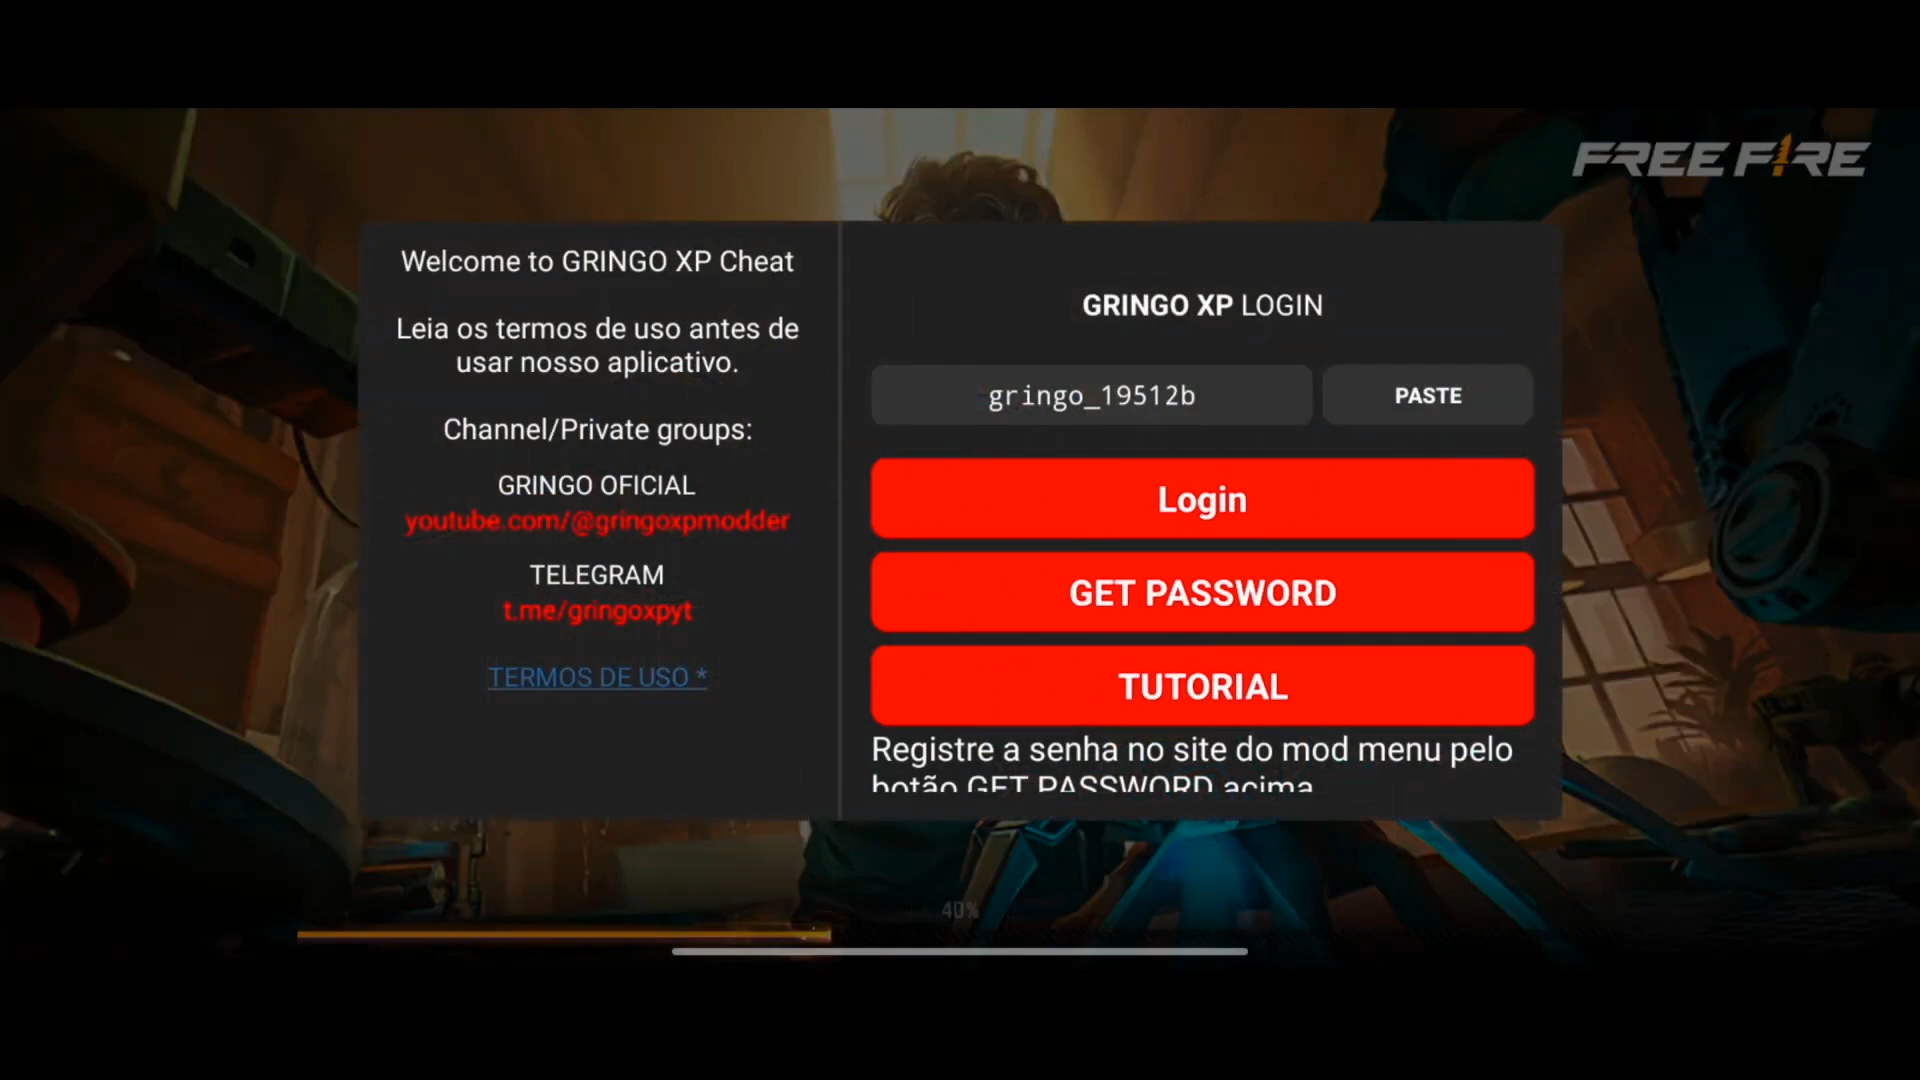 FREE FIRE
Welcome to GRINGO XP Cheat
Leia os termos de uso antes de
usar nosso aplicativo.
Channel/Private groups:
GRINGO OFICIAL
youtube.com/@gringoxpmodder
TELEGRAM
t.me/gringoxpyt
TERMOS DE USO *
GRINGO XP LOGIN
gringo_19512b
PASTE
Login
GET PASSWORD
TUTORIAL
Registre a senha no site do mod menu pelo
botão GET PASSWORD acima
40%